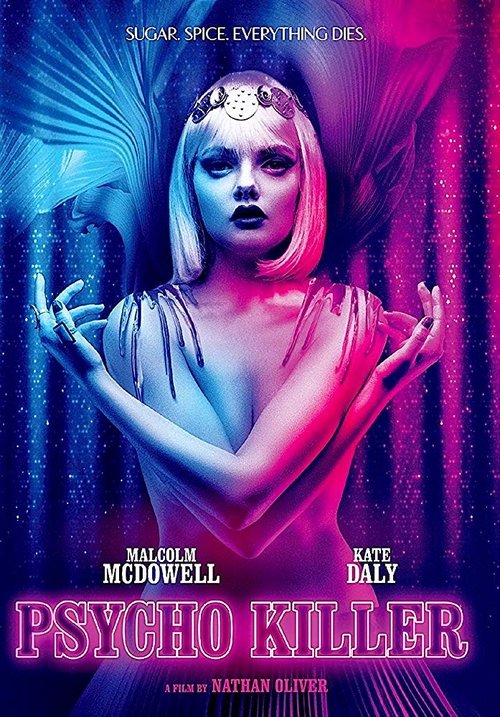 SUGAR. SPICE. EVERYTHING DIES.
MALCOLM
MCDOWELL
KATE
DALY
PSYCHO KILLER
A FILM BY NATHAN OLIVER